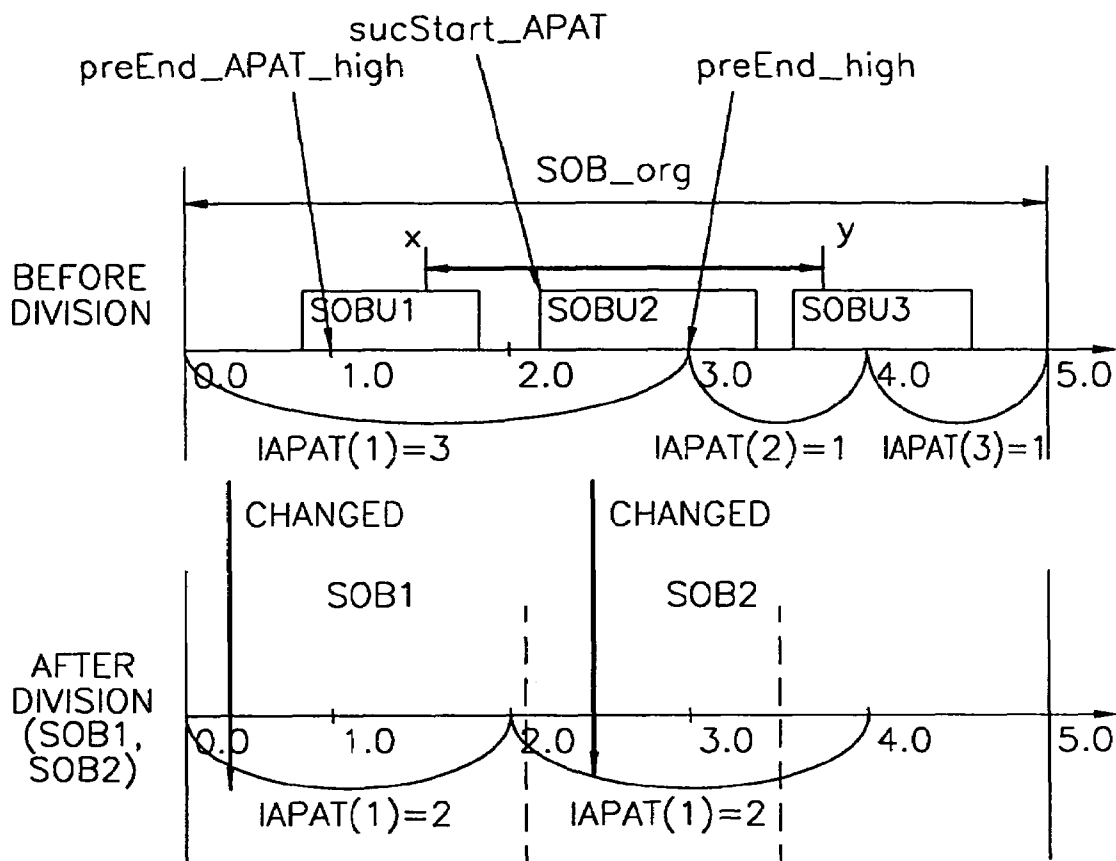 sucStart_APAT
preEnd_APAT_high
preEnd_high
SOB_org
x
y
BEFORE
DIVISION
SOBU1
SOBU2
SOBU3
0.0
1.0
2.0
3.0
4.0
5.0
IAPAT(1)=3
IAPAT(2)=1
IAPAT(3)=1
CHANGED
CHANGED
SOB1
SOB2
AFTER
DIVISION
(SOB1,
SOB2)
0.0
1.0
2.0
3.0
4.0
5.0
IAPAT(1)=2
IAPAT(1)=2